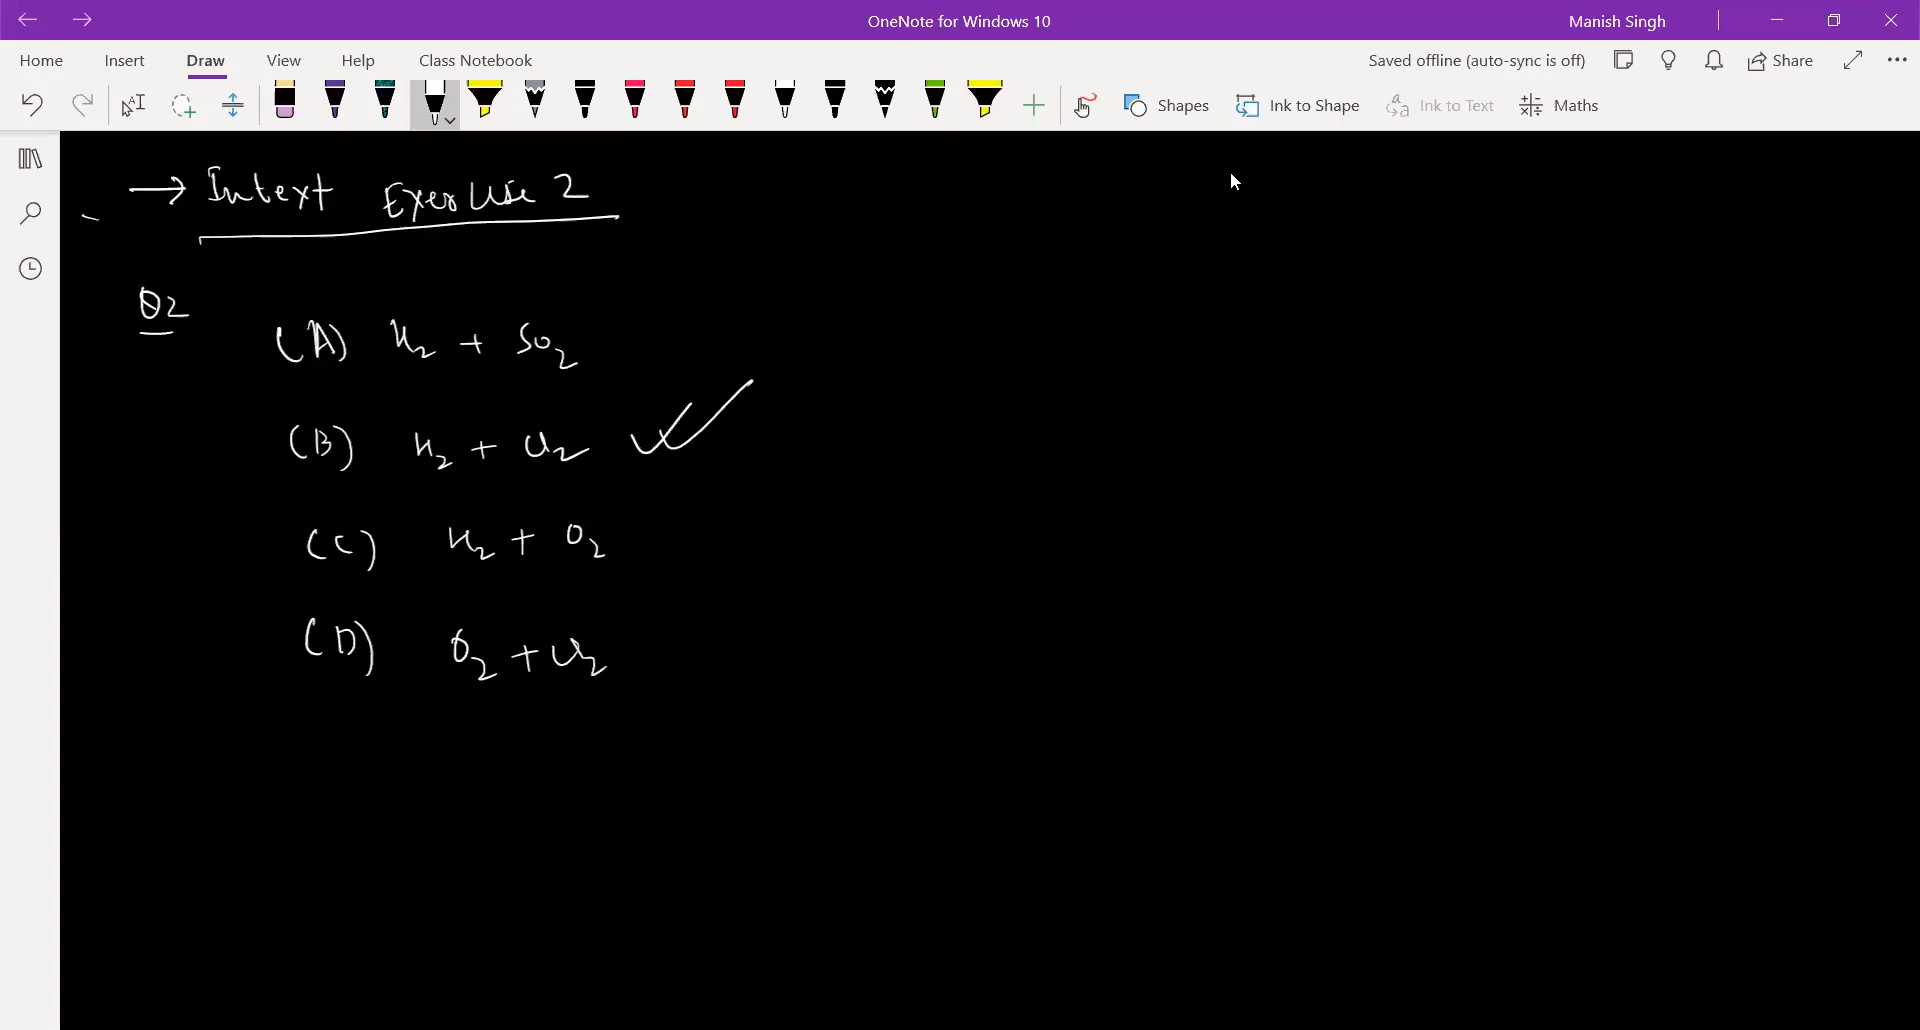 OneNote for Windows 10
Manish Singh
Home Insert Draw View Help Class Notebook
Saved offline (auto-sync is off) Share
Shapes Ink to Shape Ink to Text Maths
→ Intext Exercise 2
Q2
(A) H₂ + SO₂
(B) H₂ + Cl₂ ✓✓
(C) H₂ + O₂
(D) O₂ + Cl₂